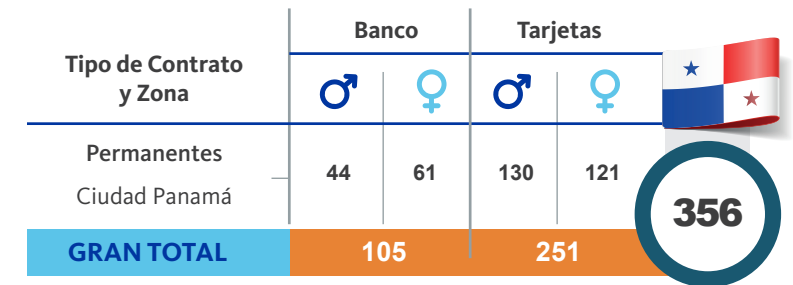 Banco Tarjetas
Tipo de Contrato
y Zona
Permanentes
Ciudad Panamá
44 61 130 121
356
GRAN TOTAL 105 251